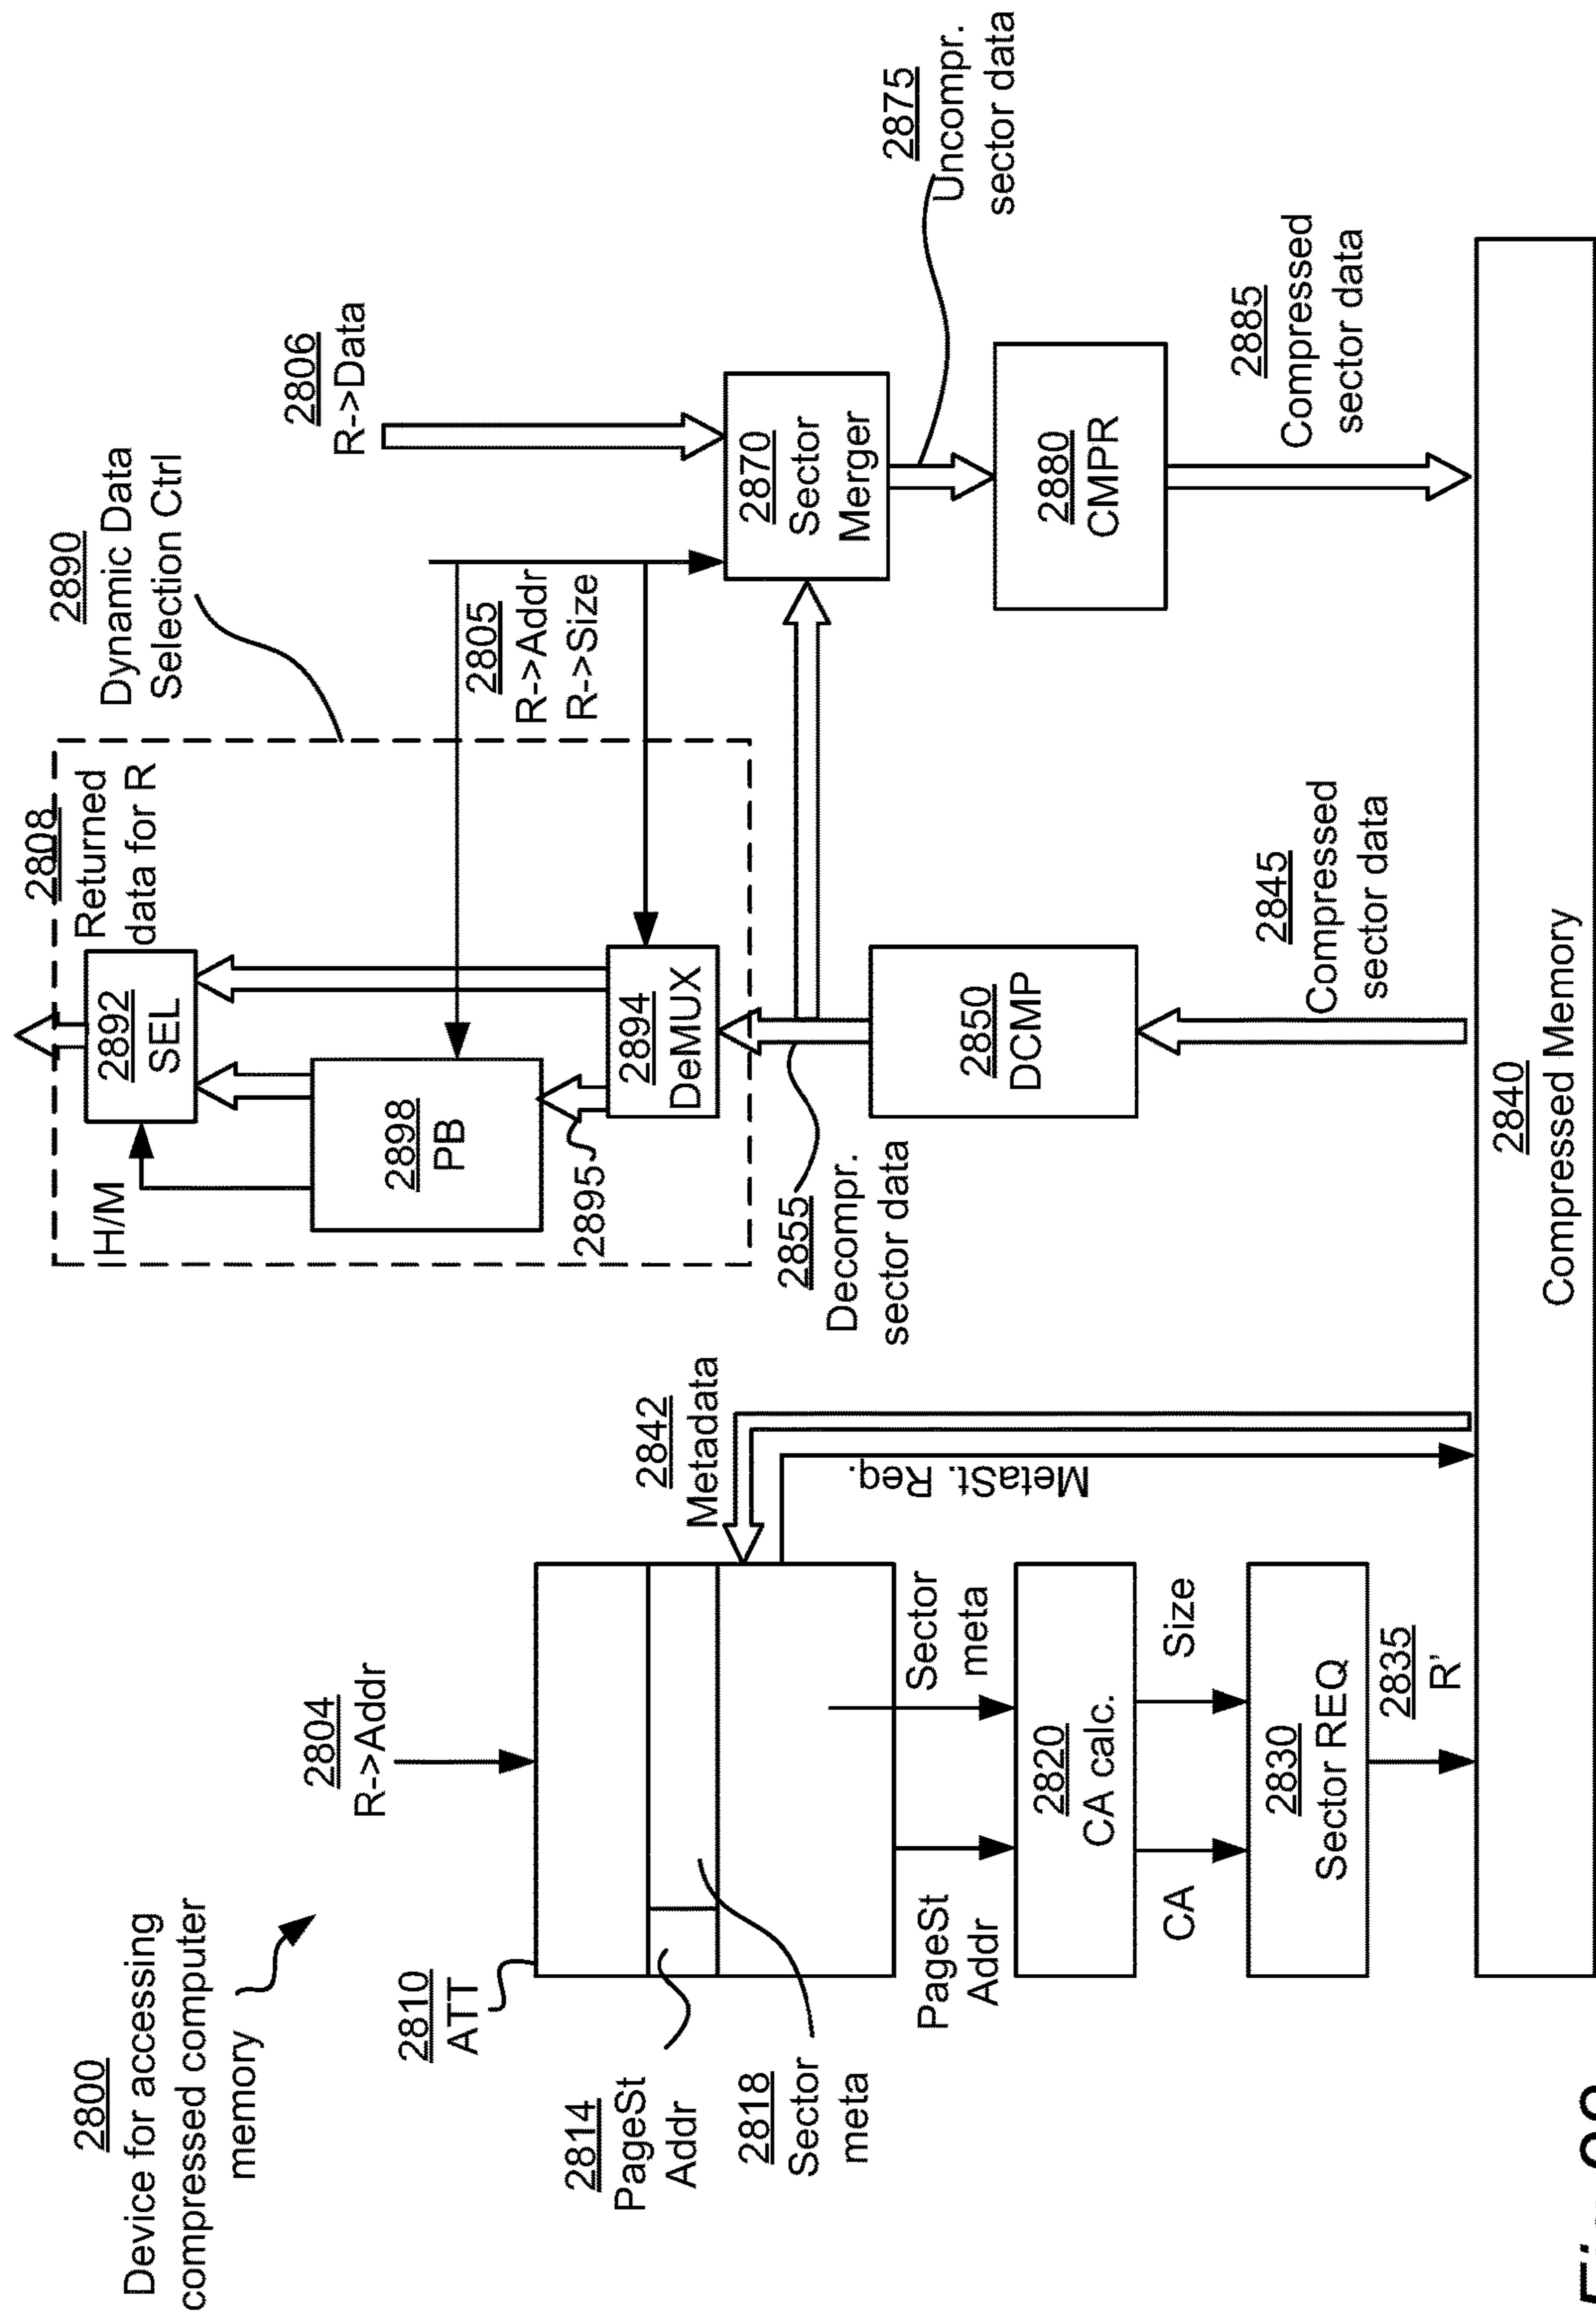 2800
Device for accessing
compressed computer
memory
2804
R->Addr
2810
ATT
2814
PageSt
Addr
2818
Sector
meta
2842
Metadata
MetaSt. Req.
PageSt
Addr
Sector
meta
2820
CA calc.
CA
Size
2830
Sector REQ
2835
R'
2808
Returned
data for R
2890
Dynamic Data
Selection Ctrl
H/M
2892
SEL
2898
PB
2895
2894
DeMUX
2805
R->Addr
R->Size
2806
R->Data
2855
Decompr.
sector data
2850
DCMP
2845
Compressed
sector data
2870
Sector
Merger
2875
Uncompr.
sector data
2880
CMPR
2885
Compressed
sector data
2840
Compressed Memory